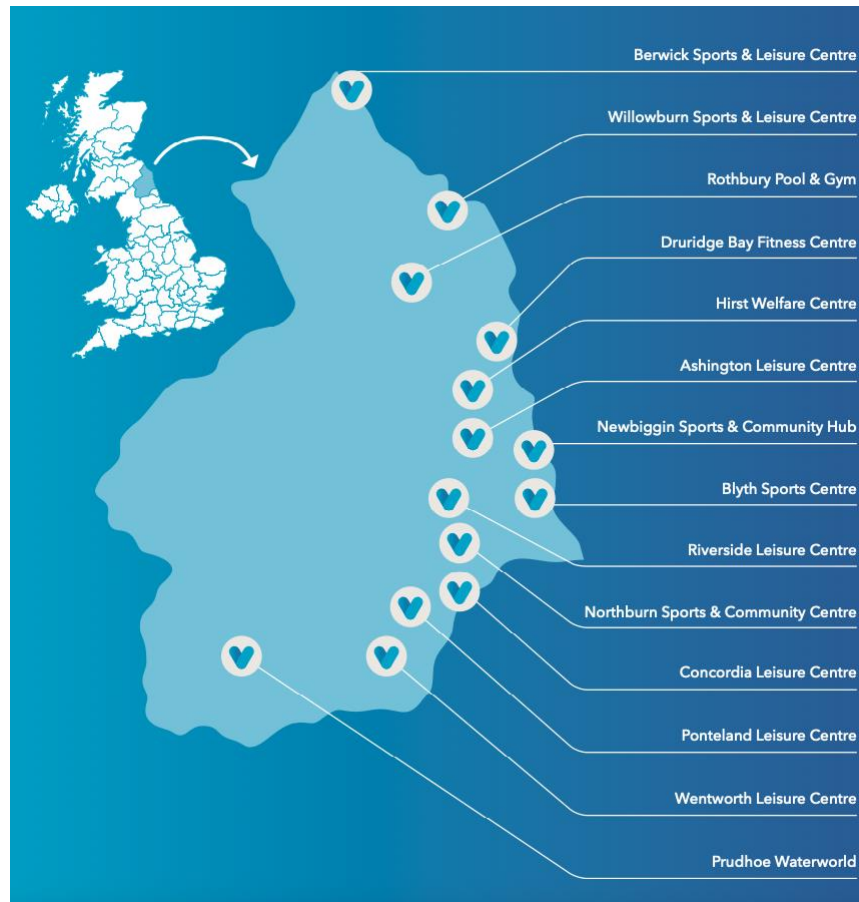 Berwick Sports & Leisure Centre
Willowburn Sports & Leisure Centre
Rothbury Pool & Gym
Druridge Bay Fitness Centre
Hirst Welfare Centre
Ashington Leisure Centre
Newbiggin Sports & Community Hub
Blyth Sports Centre
Riverside Leisure Centre
Northburn Sports & Community Centre
Concordia Leisure Centre
Ponteland Leisure Centre
Wentworth Leisure Centre
Prudhoe Waterworld